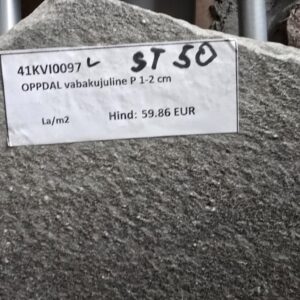 41KVI0097 ST 50
OPPDAL vabakujuline P 1-2 cm
La/m2 Hind: 59.86 EUR